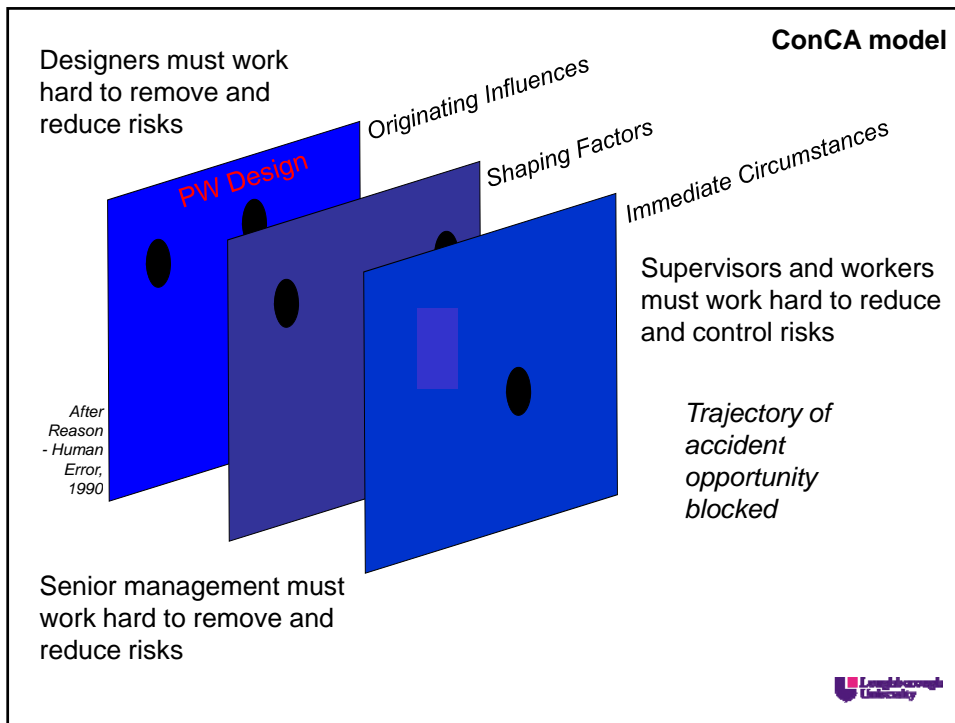 ConCA model
Designers must work
hard to remove and
reduce risks
Originating Influences
Shaping Factors
Immediate Circumstances
PW Design
Supervisors and workers
must work hard to reduce
and control risks
After
Reason
- Human
Error,
1990
Trajectory of
accident
opportunity
blocked
Senior management must
work hard to remove and
reduce risks
Loughborough
University